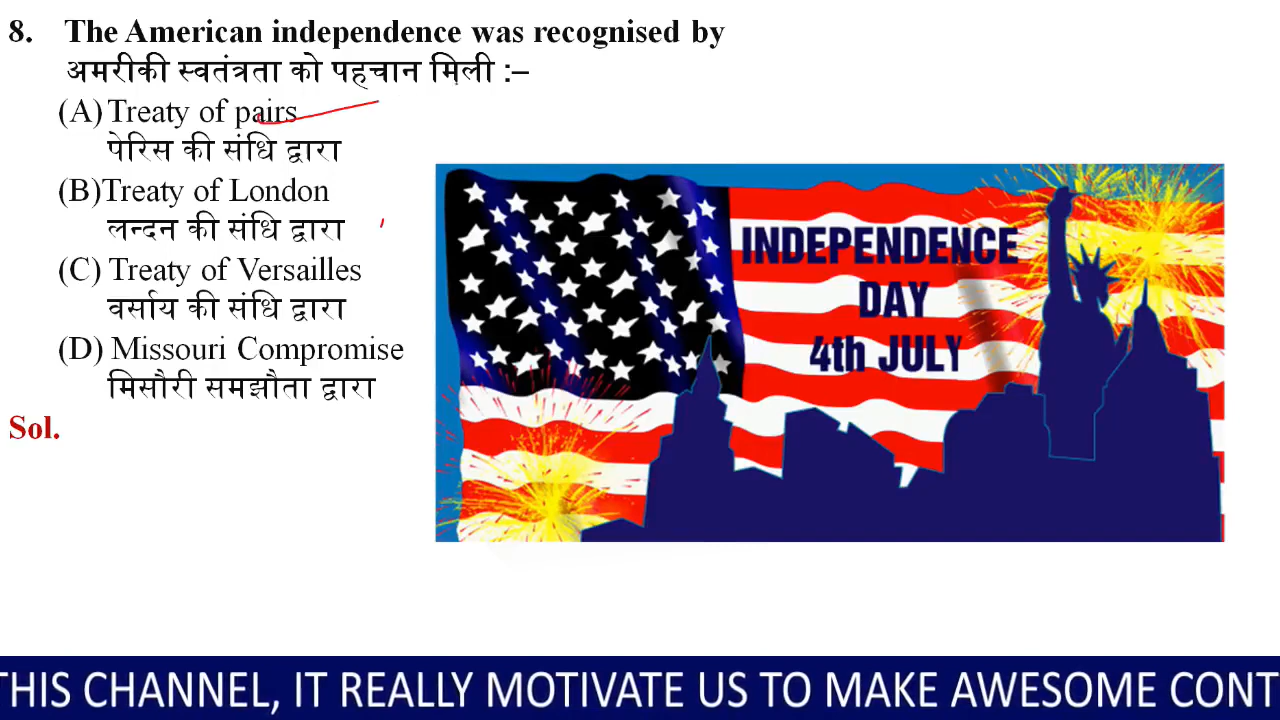 8. The American independence was recognised by
अमरीकी स्वतंत्रता को पहचान मिली :–
(A) Treaty of pairs
पेरिस की संधि द्वारा
(B) Treaty of London
लन्दन की संधि द्वारा
(C) Treaty of Versailles
वर्साय की संधि द्वारा
(D) Missouri Compromise
मिसौरी समझौता द्वारा
Sol.
INDEPENDENCE
DAY
4th JULY
THIS CHANNEL, IT REALLY MOTIVATE US TO MAKE AWESOME CONT